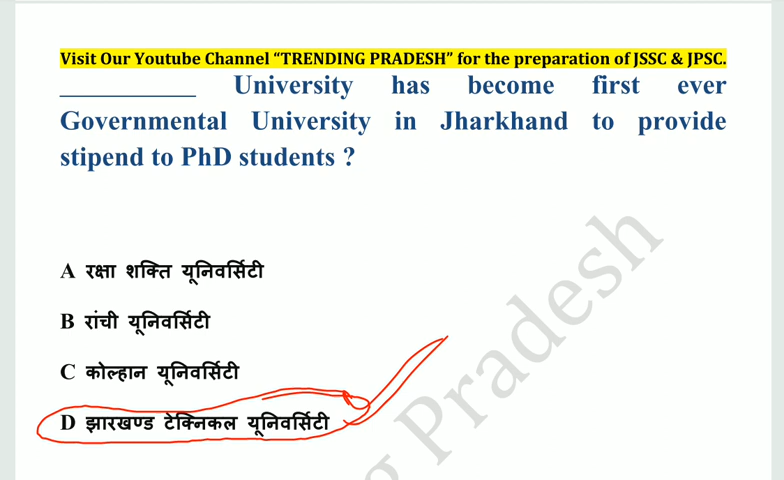 Visit Our Youtube Channel “TRENDING PRADESH” for the preparation of JSSC & JPSC.
__________ University has become first ever
Governmental University in Jharkhand to provide
stipend to PhD students ?
A रक्षा शक्ति यूनिवर्सिटी
B रांची यूनिवर्सिटी
C कोल्हान यूनिवर्सिटी
D झारखण्ड टेक्निकल यूनिवर्सिटी
g Pradesh